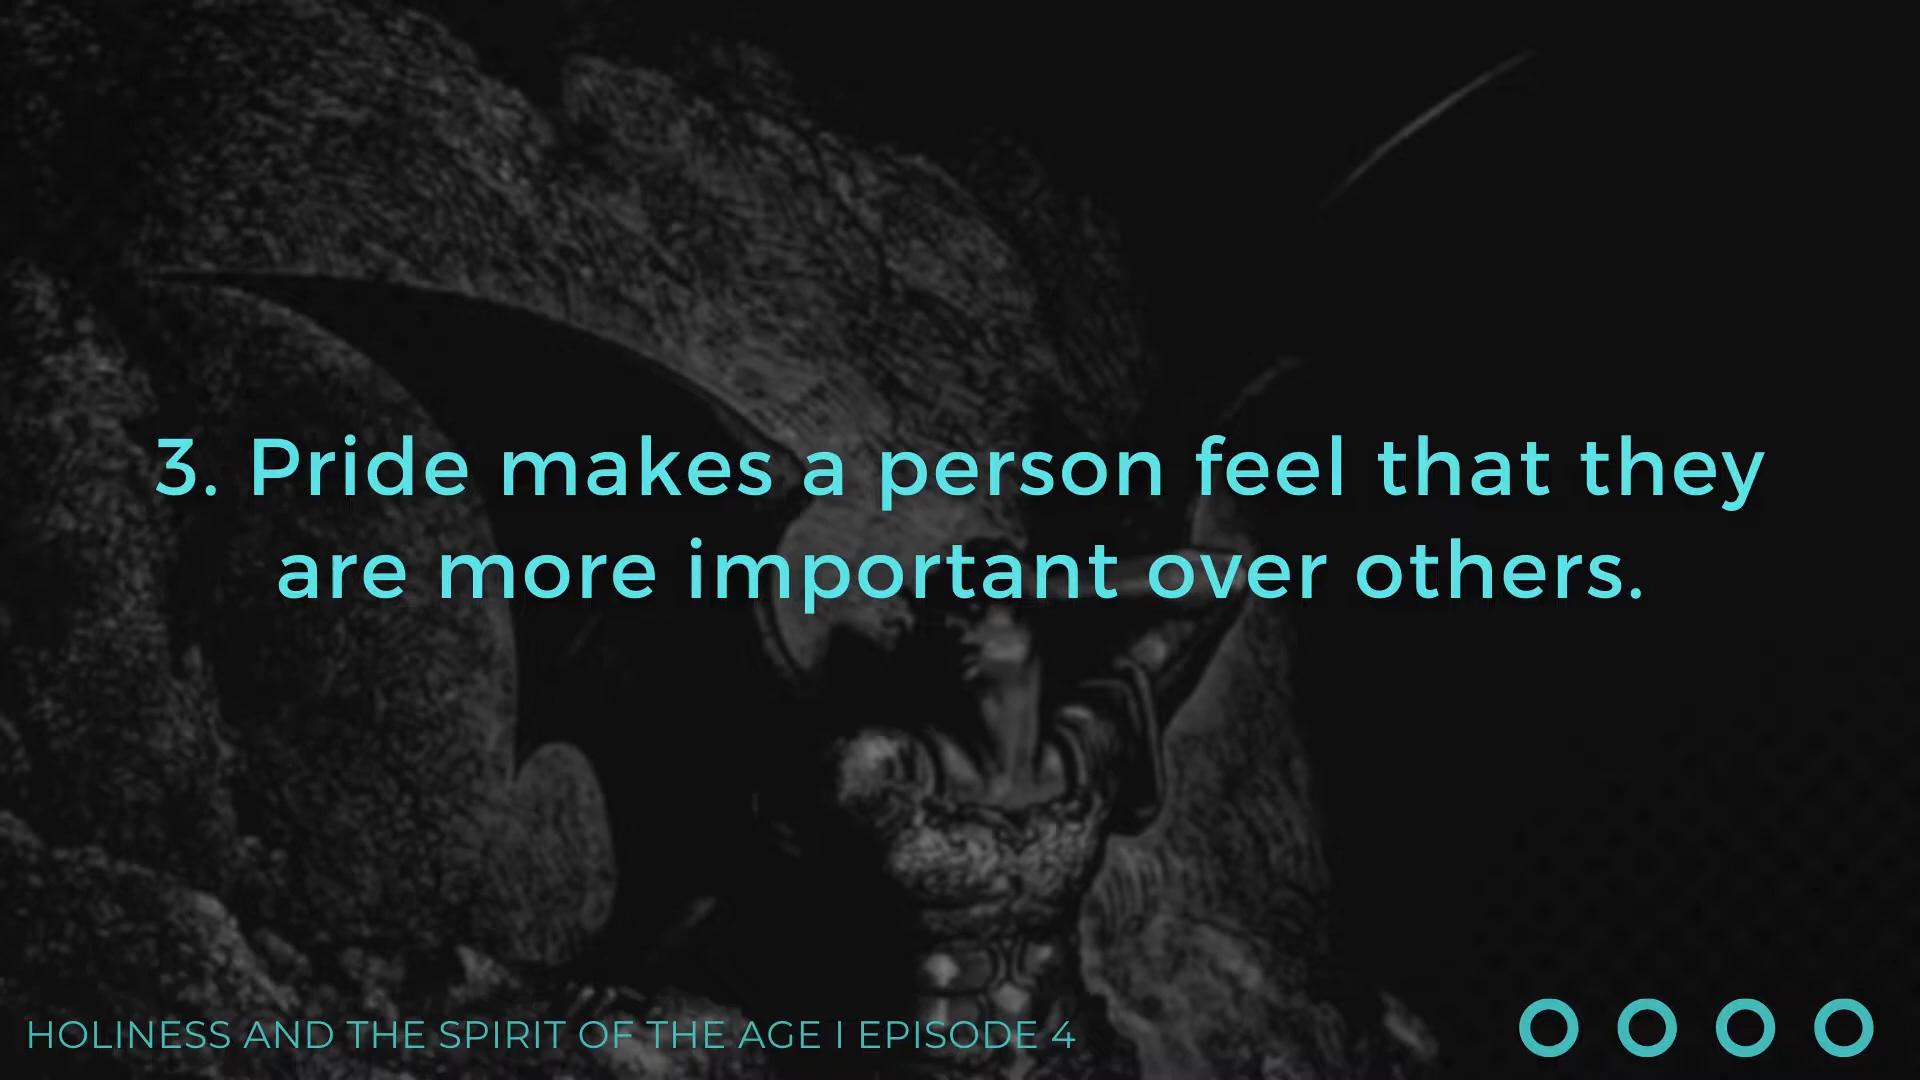 3. Pride makes a person feel that they
are more important over others.
HOLINESS AND THE SPIRIT OF THE AGE I EPISODE 4